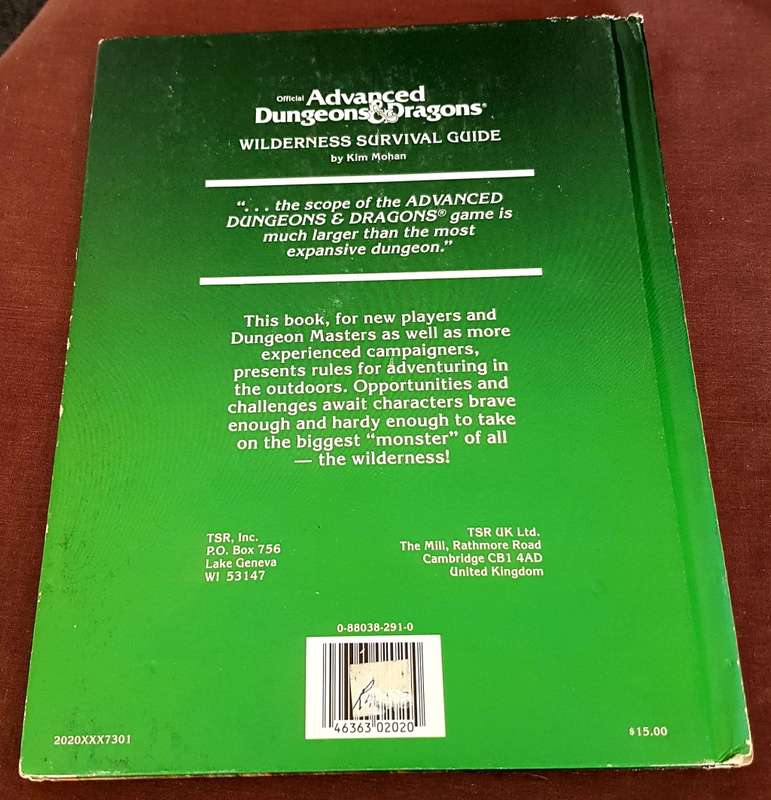 Official Advanced
Dungeons & Dragons®
WILDERNESS SURVIVAL GUIDE
by Kim Mohan
“. . . the scope of the ADVANCED
DUNGEONS & DRAGONS® game is
much larger than the most
expansive dungeon.”
This book, for new players and
Dungeon Masters as well as more
experienced campaigners,
presents rules for adventuring in
the outdoors. Opportunities and
challenges await characters brave
enough and hardy enough to take
on the biggest “monster” of all
— the wilderness!
TSR, Inc.
P.O. Box 756
Lake Geneva
WI 53147
TSR UK Ltd.
The Mill, Rathmore Road
Cambridge CB1 4AD
United Kingdom
0-88038-291-0
46363 02020
2020XXX7301
$15.00